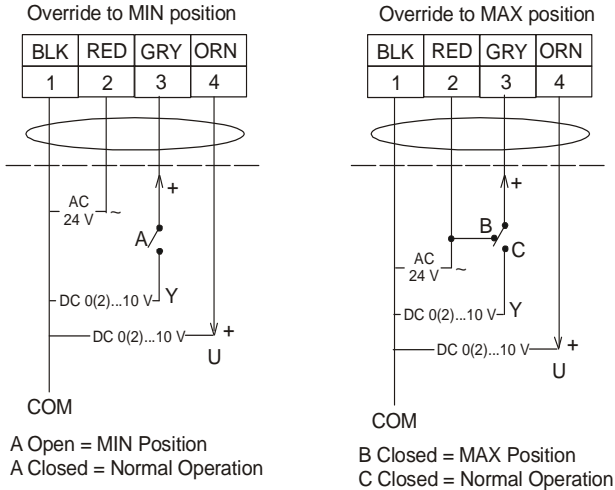 Override to MIN position
BLK RED GRY ORN
1 2 3 4
+
AC
24 V ~
A
DC 0(2)...10 V Y
DC 0(2)...10 V +
U
COM
A Open = MIN Position
A Closed = Normal Operation
Override to MAX position
BLK RED GRY ORN
1 2 3 4
+
B
C
AC
24 V ~
DC 0(2)...10 V Y
DC 0(2)...10 V +
U
COM
B Closed = MAX Position
C Closed = Normal Operation